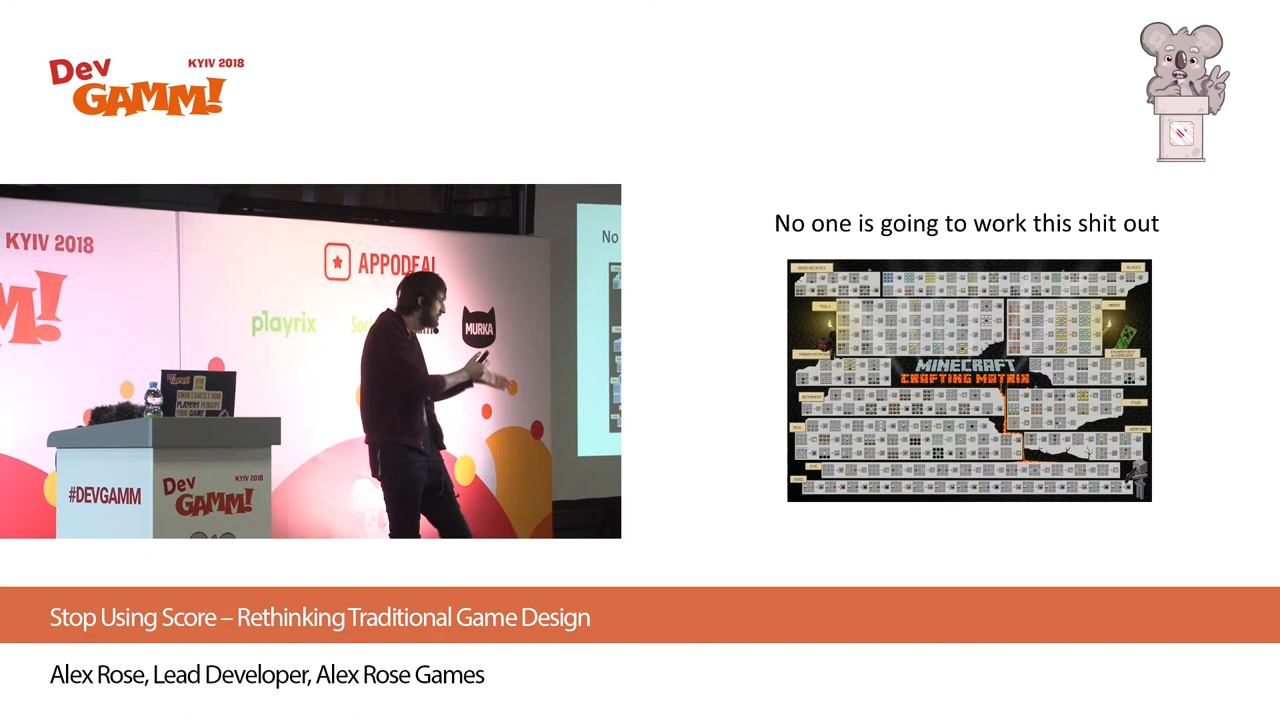 Dev
GAMM!
KYIV 2018
KYIV 2018
APPODEAL
playrix
MURKA
No
#DEVGAMM
Dev
GAMM!
KYIV 2018
No one is going to work this shit out
MINECRAFT
CRAFTING MATRIX
Stop Using Score – Rethinking Traditional Game Design
Alex Rose, Lead Developer, Alex Rose Games